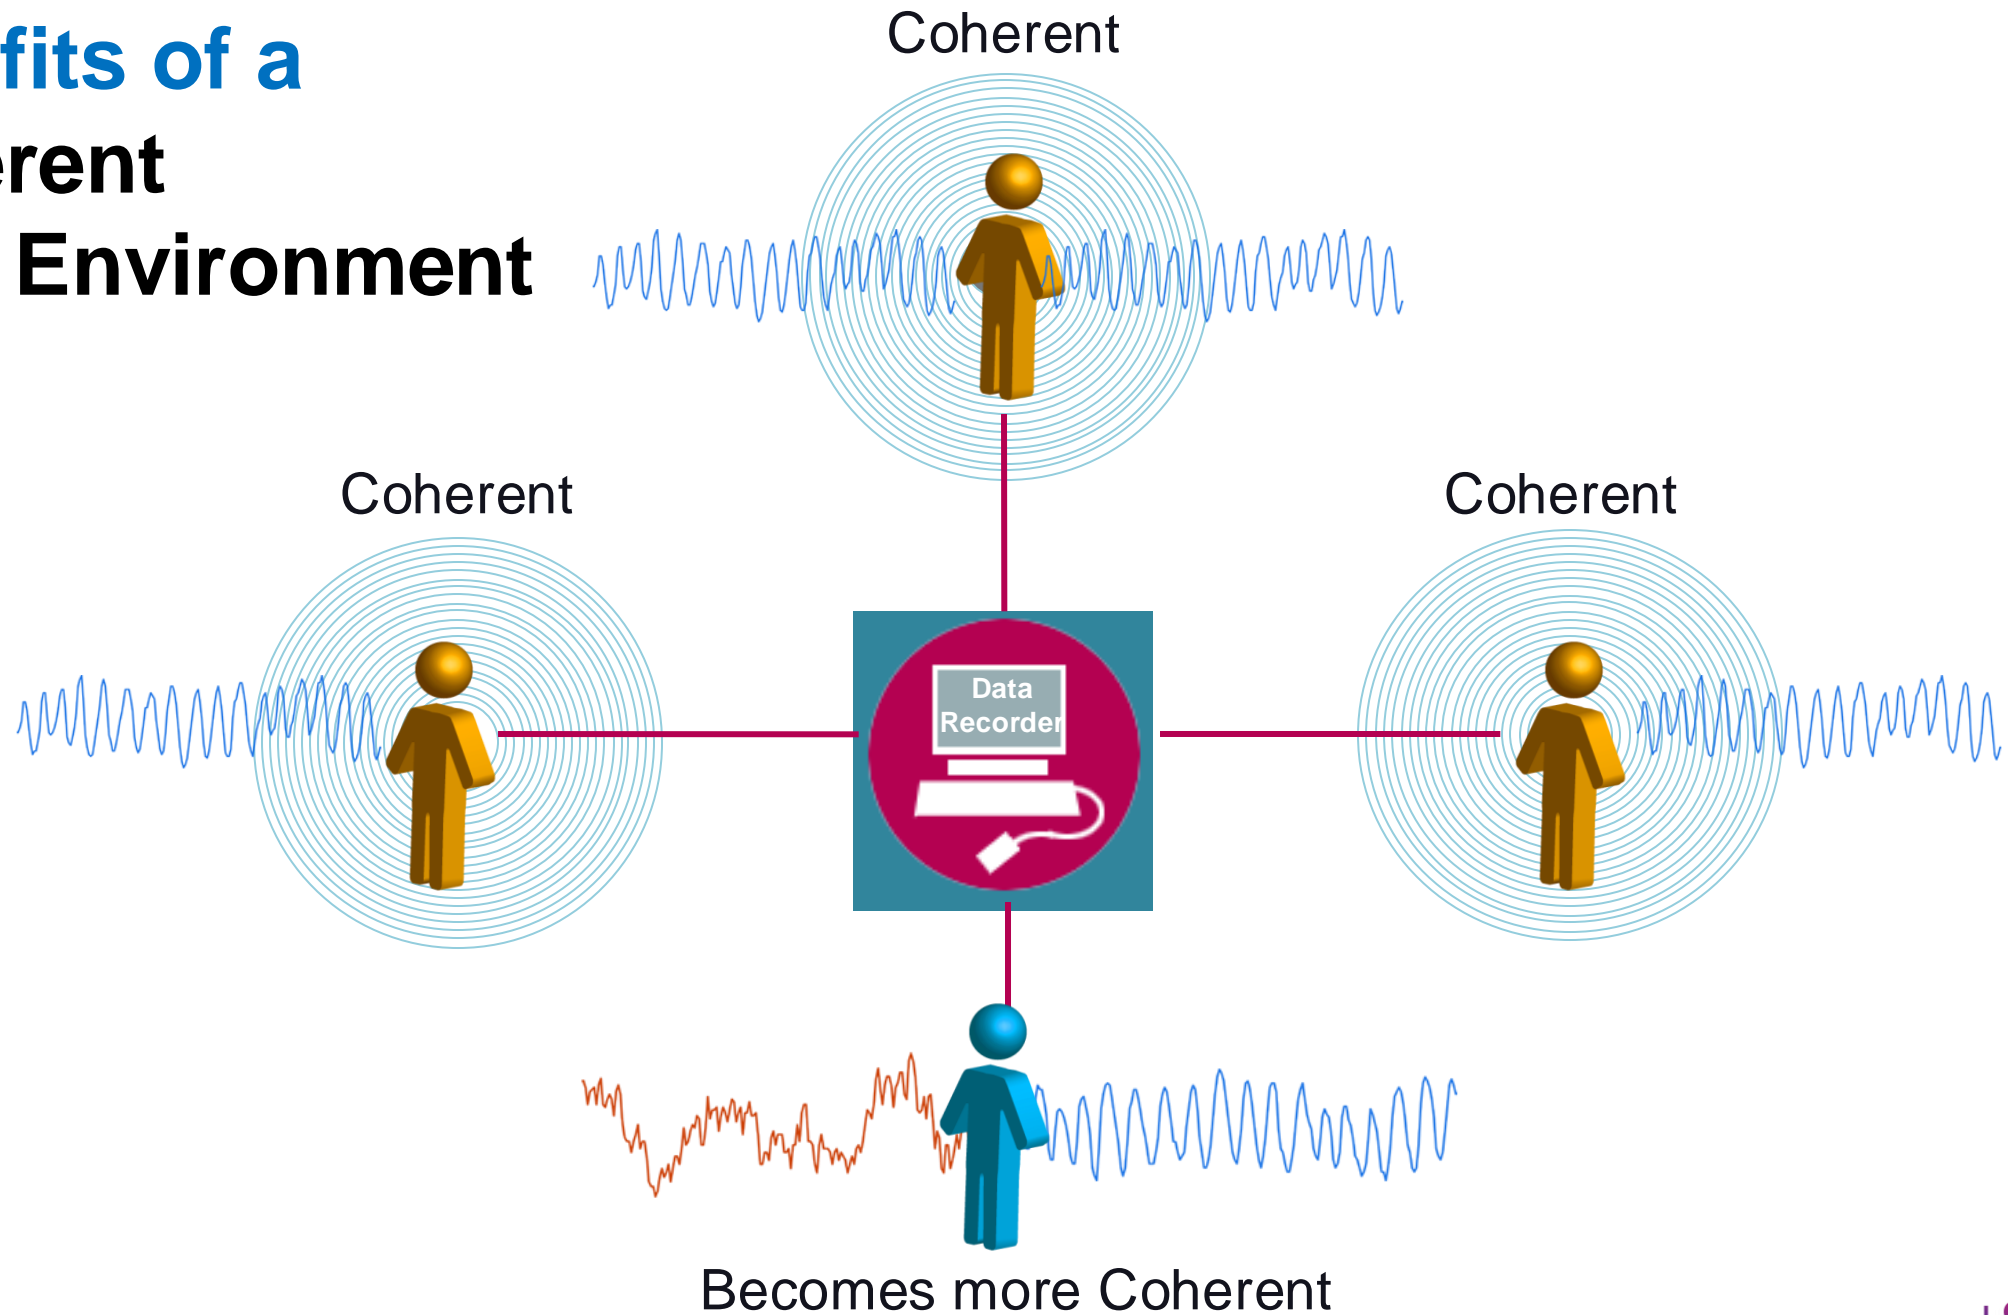 fits of a
erent
Environment
Coherent
Coherent
Coherent
Data
Recorder
Becomes more Coherent